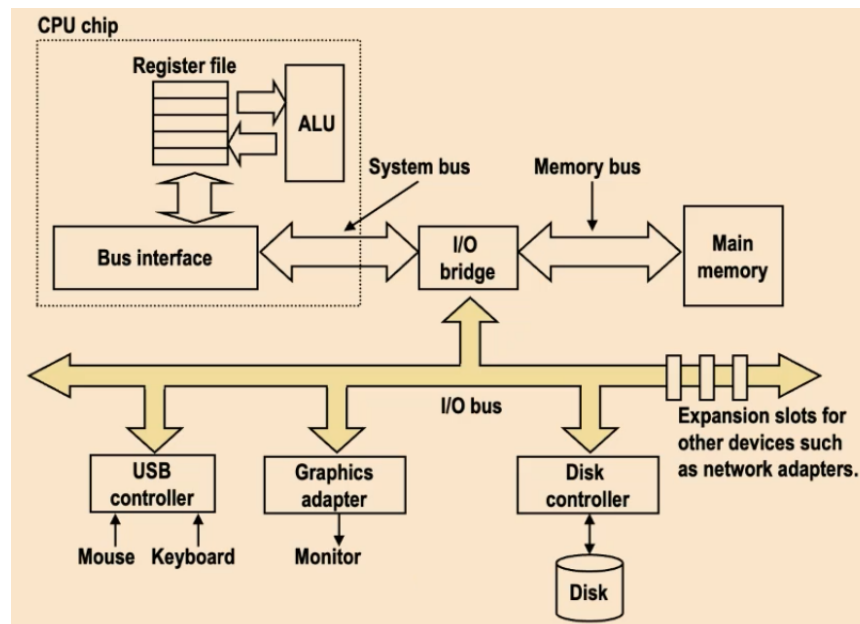 CPU chip
Register file
ALU
System bus
Memory bus
Bus interface
I/O
bridge
Main
memory
I/O bus
Expansion slots for
other devices such
as network adapters.
USB
controller
Graphics
adapter
Disk
controller
Mouse
Keyboard
Monitor
Disk